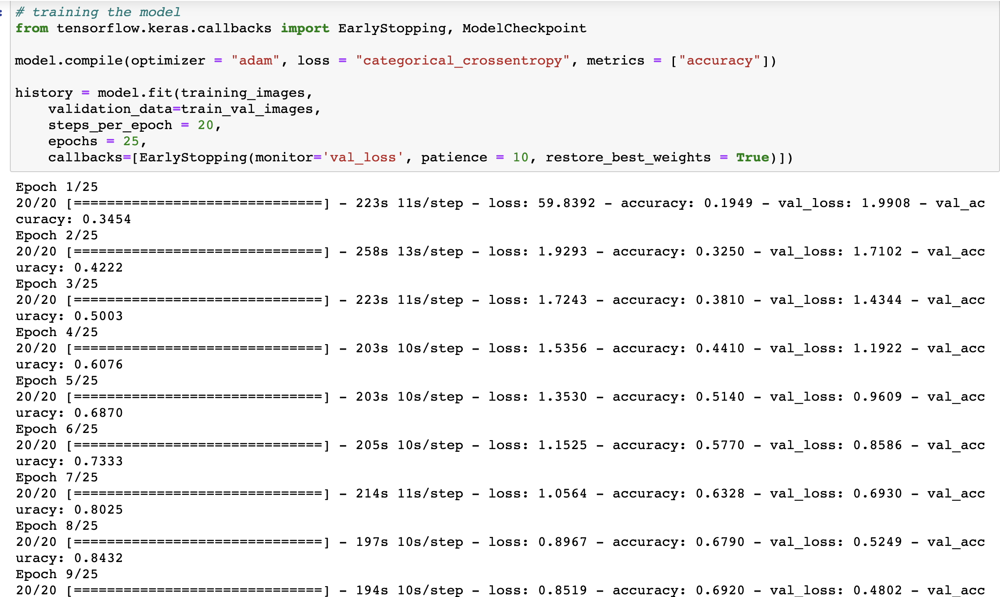 :
# training the model
from tensorflow.keras.callbacks import EarlyStopping, ModelCheckpoint
model.compile(optimizer = "adam", loss = "categorical_crossentropy", metrics = ["accuracy"])
history = model.fit(training_images,
    validation_data=train_val_images,
    steps_per_epoch = 20,
    epochs = 25,
    callbacks=[EarlyStopping(monitor='val_loss', patience = 10, restore_best_weights = True)])
Epoch 1/25
20/20 [==============================] - 223s 11s/step - loss: 59.8392 - accuracy: 0.1949 - val_loss: 1.9908 - val_ac
curacy: 0.3454
Epoch 2/25
20/20 [==============================] - 258s 13s/step - loss: 1.9293 - accuracy: 0.3250 - val_loss: 1.7102 - val_acc
uracy: 0.4222
Epoch 3/25
20/20 [==============================] - 223s 11s/step - loss: 1.7243 - accuracy: 0.3810 - val_loss: 1.4344 - val_acc
uracy: 0.5003
Epoch 4/25
20/20 [==============================] - 203s 10s/step - loss: 1.5356 - accuracy: 0.4410 - val_loss: 1.1922 - val_acc
uracy: 0.6076
Epoch 5/25
20/20 [==============================] - 203s 10s/step - loss: 1.3530 - accuracy: 0.5140 - val_loss: 0.9609 - val_acc
uracy: 0.6870
Epoch 6/25
20/20 [==============================] - 205s 10s/step - loss: 1.1525 - accuracy: 0.5770 - val_loss: 0.8586 - val_acc
uracy: 0.7333
Epoch 7/25
20/20 [==============================] - 214s 11s/step - loss: 1.0564 - accuracy: 0.6328 - val_loss: 0.6930 - val_acc
uracy: 0.8025
Epoch 8/25
20/20 [==============================] - 197s 10s/step - loss: 0.8967 - accuracy: 0.6790 - val_loss: 0.5249 - val_acc
uracy: 0.8432
Epoch 9/25
20/20 [==============================] - 194s 10s/step - loss: 0.8519 - accuracy: 0.6920 - val_loss: 0.4802 - val_acc